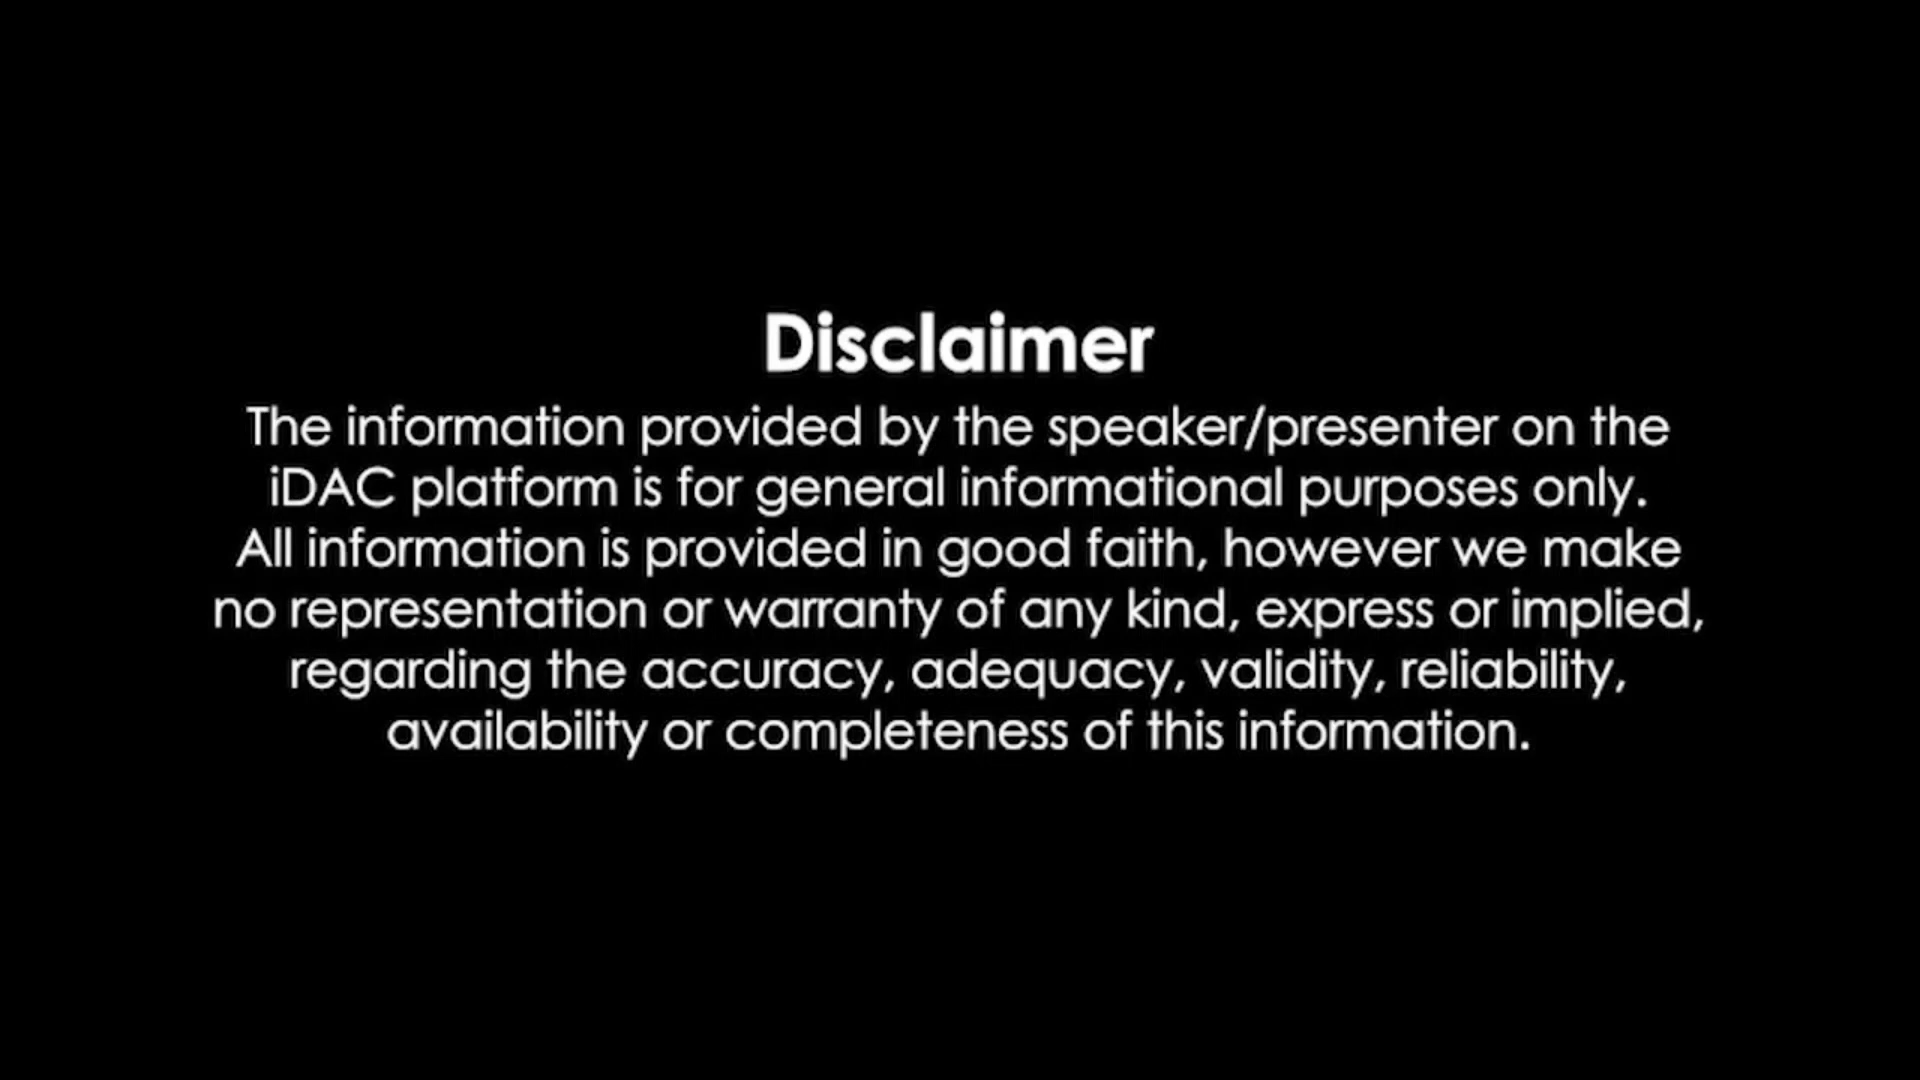 Disclaimer
The information provided by the speaker/presenter on the
iDAC platform is for general informational purposes only.
All information is provided in good faith, however we make
no representation or warranty of any kind, express or implied,
regarding the accuracy, adequacy, validity, reliability,
availability or completeness of this information.